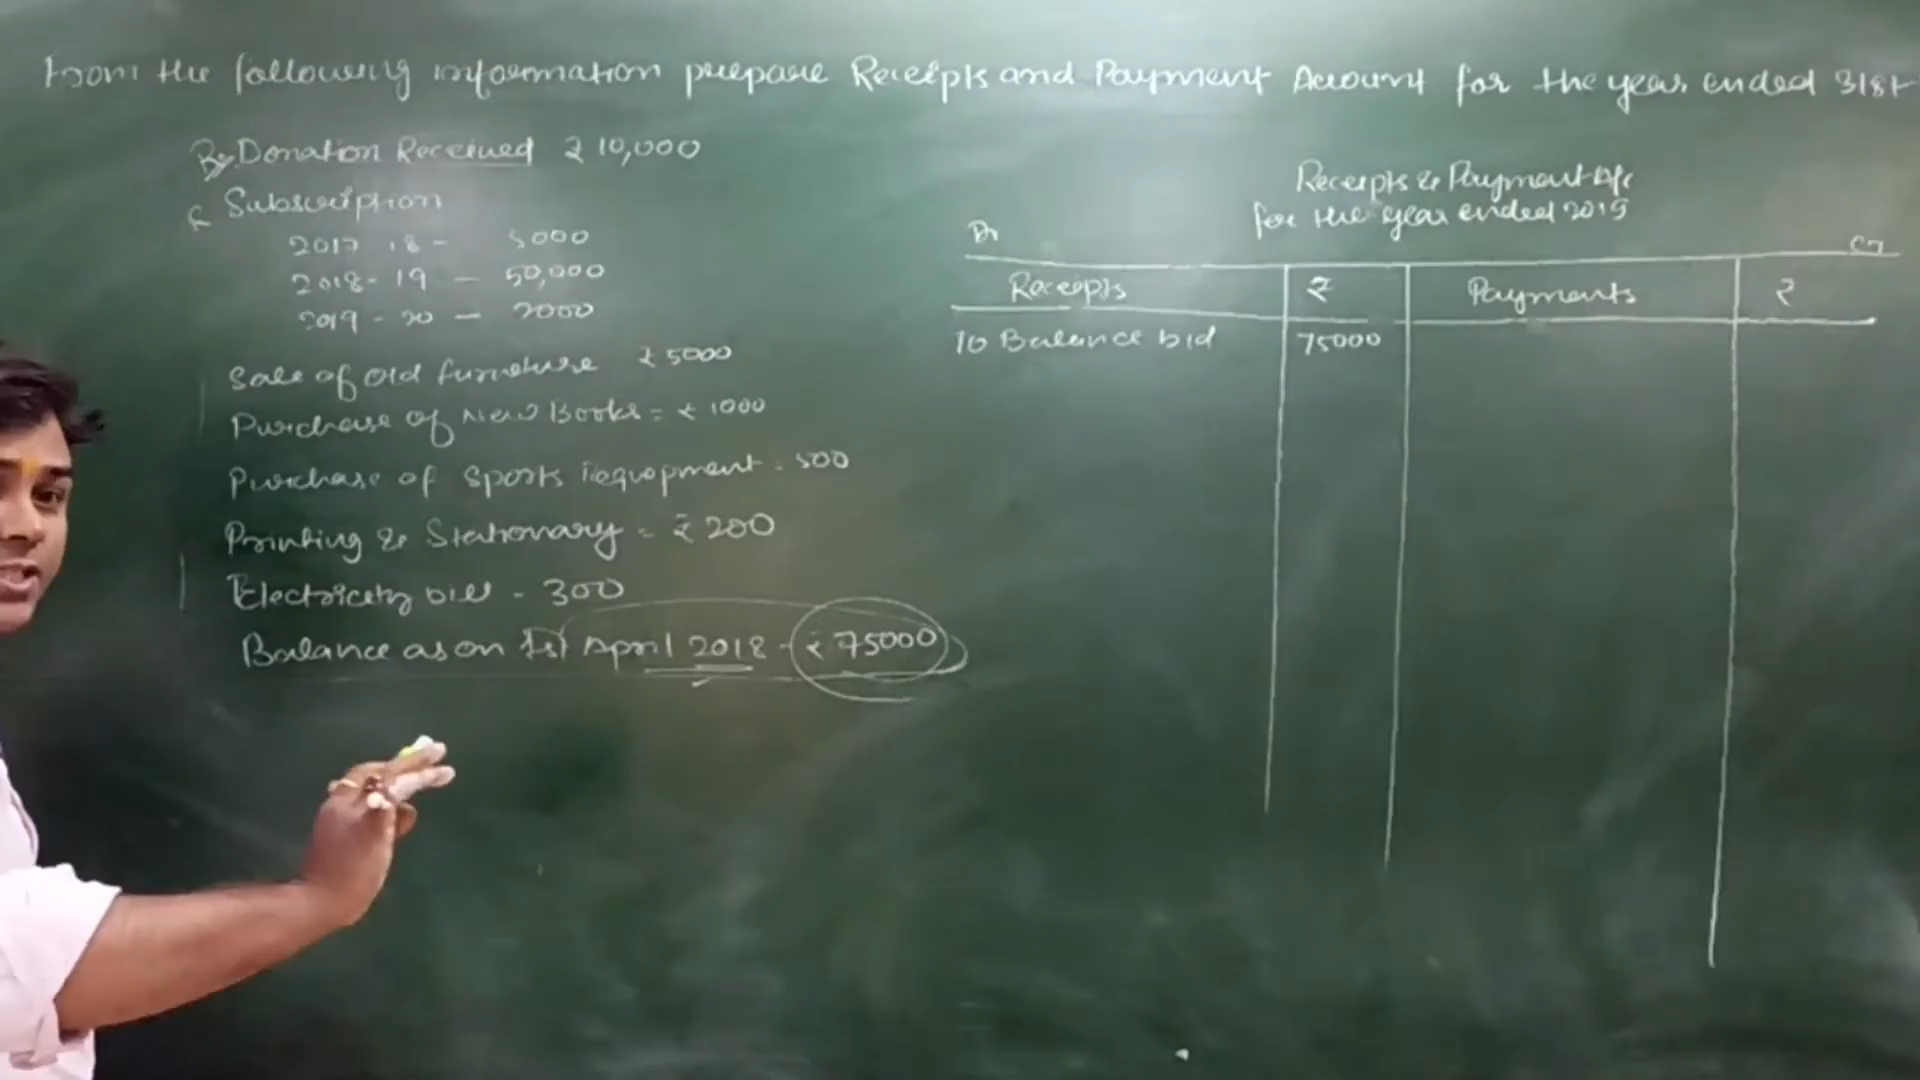 From the following information prepare Receipts and Payment Account for the year ended 31st
Donation Received ₹ 10,000
Subscription
2017 18 - 5000
2018 - 19 - 50,000
2019 - 20 - 2000
Sale of Old furniture ₹ 5000
Purchase of New Books = ₹ 1000
Purchase of Sports Equopment - 500
Printing & Stationary = ₹ 200
Electricity bill - 300
Balance as on 1st April 2018 - ₹ 75000
Receipts & Payment A/c
for the year ended 2019
Dr Cr
Receipts ₹ Payments ₹
To Balance b/d 75000